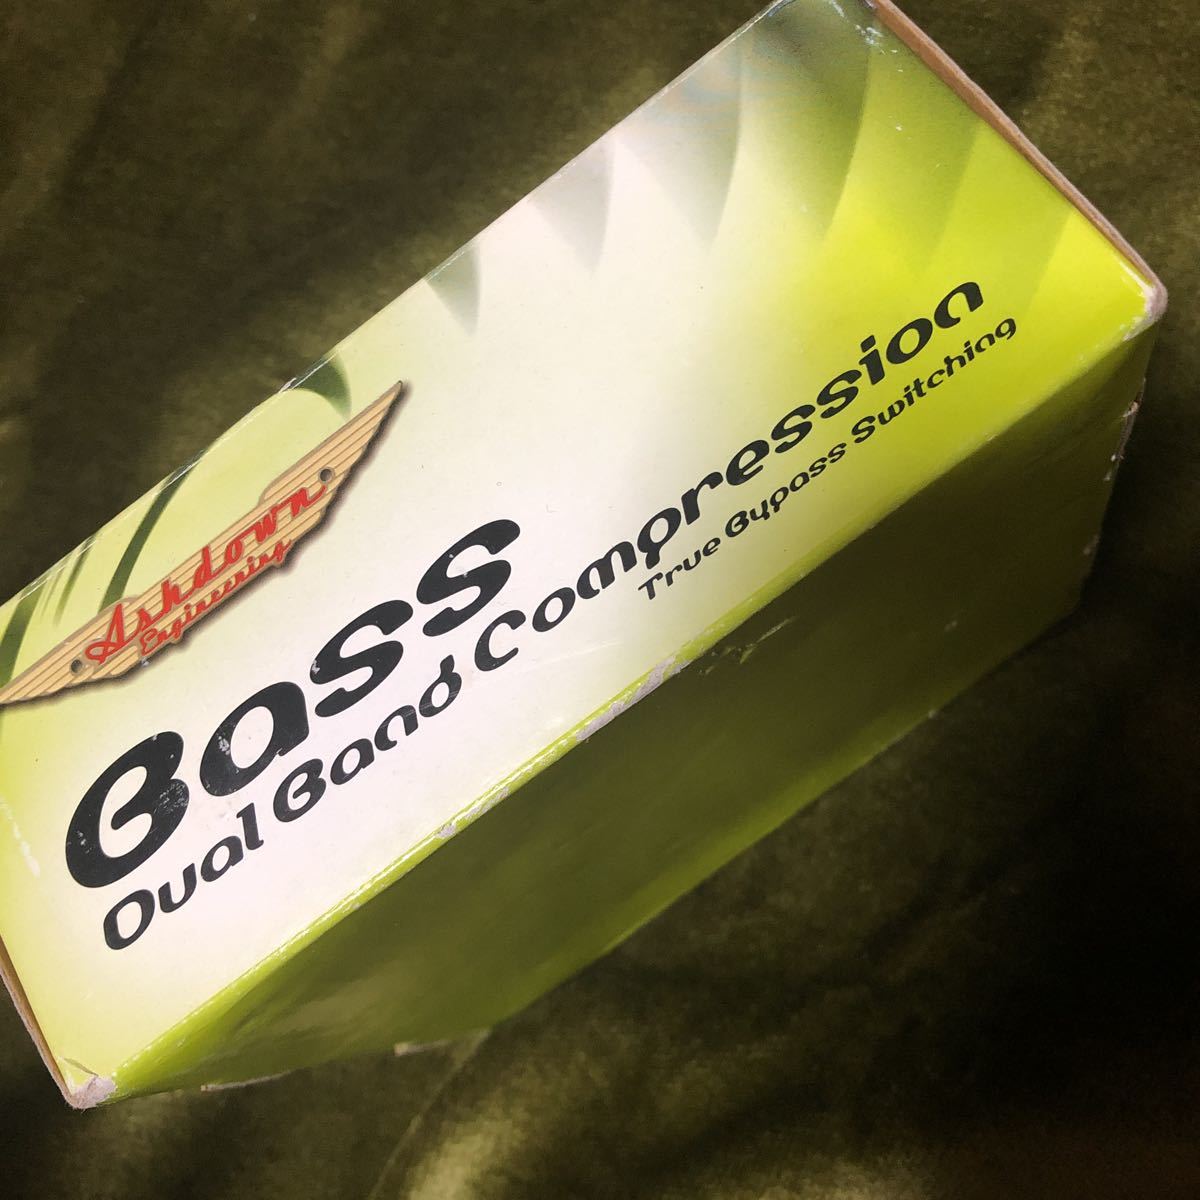 Ashdown
Engineering
Bass
Dual Band Compression
True Bypass Switching